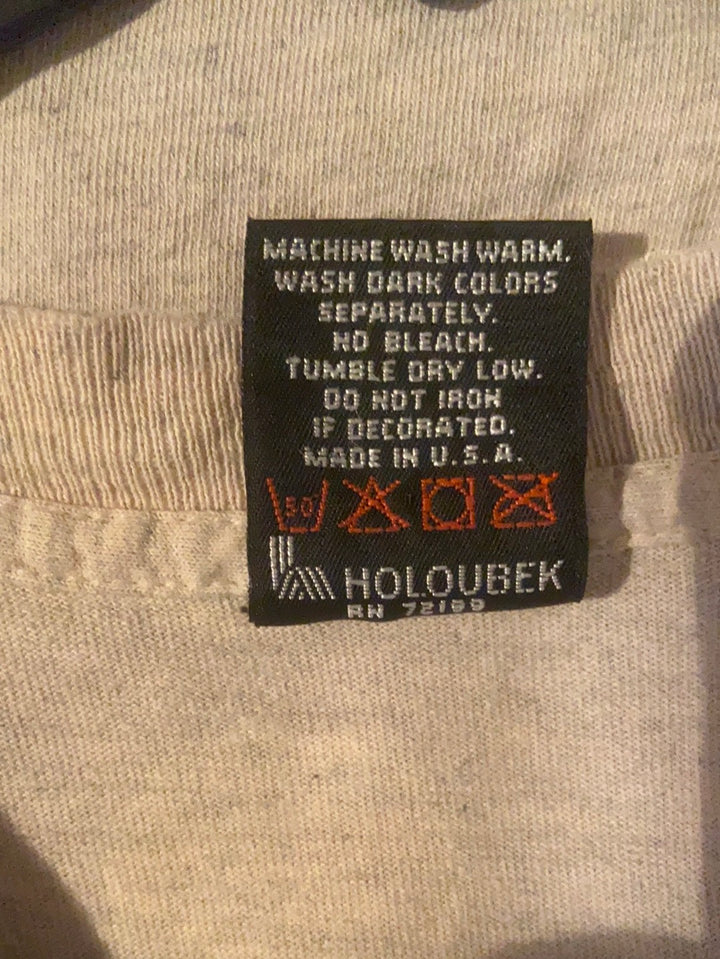 MACHINE WASH WARM.
WASH DARK COLORS
SEPARATELY.
NO BLEACH.
TUMBLE DRY LOW.
DO NOT IRON
IF DECORATED.
MADE IN U.S.A.
30°
HOLOUBEK
RN 72199